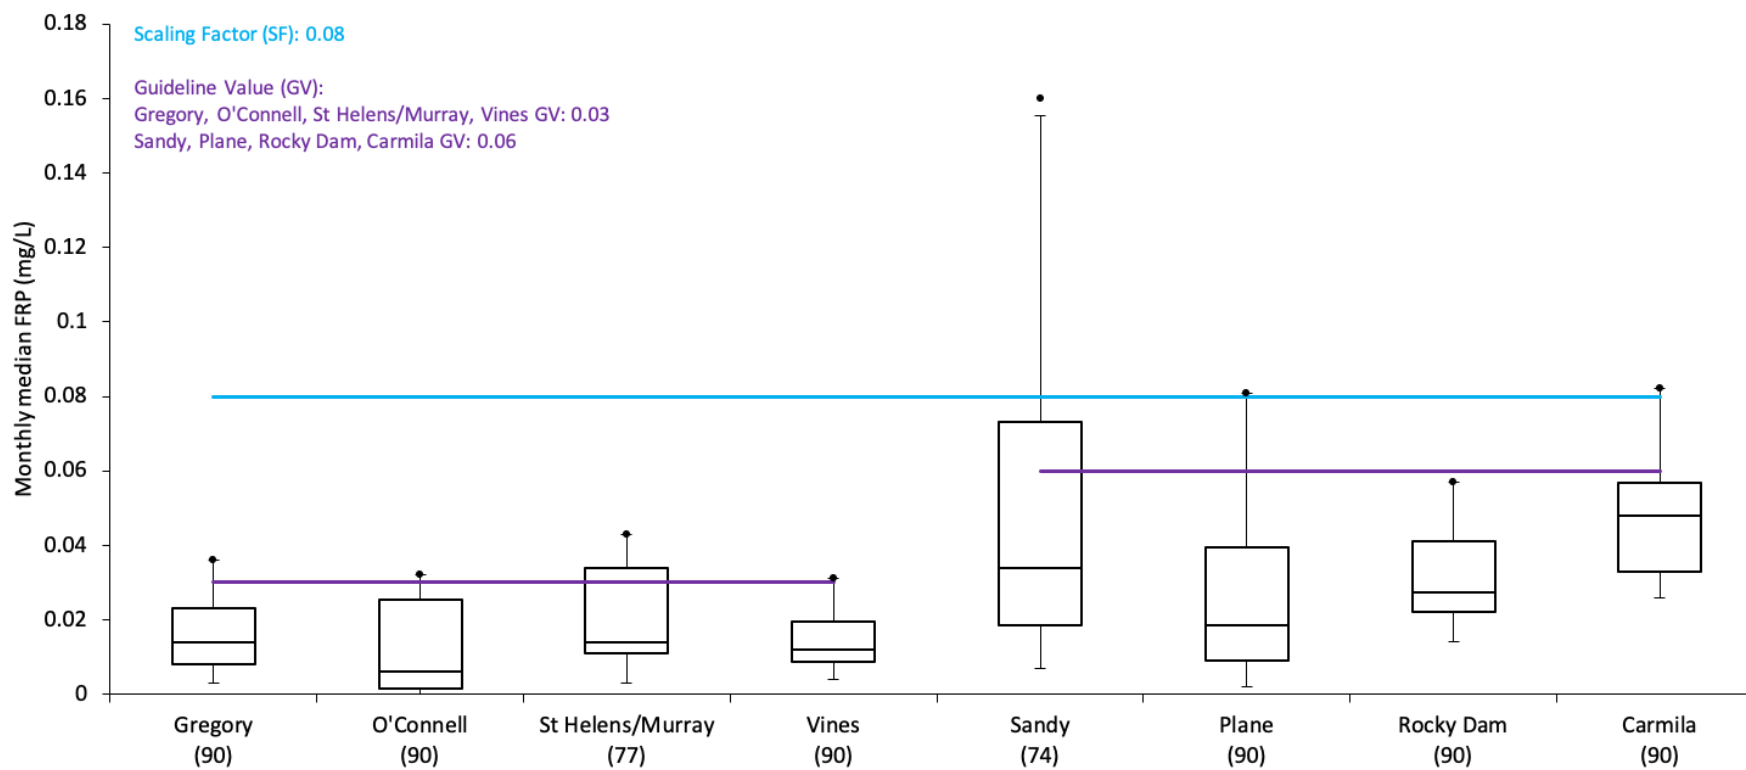 Scaling Factor (SF): 0.08
Guideline Value (GV):
Gregory, O'Connell, St Helens/Murray, Vines GV: 0.03
Sandy, Plane, Rocky Dam, Carmila GV: 0.06
Monthly median FRP (mg/L)
0.18
0.16
0.14
0.12
0.1
0.08
0.06
0.04
0.02
0
Gregory
(90)
O'Connell
(90)
St Helens/Murray
(77)
Vines
(90)
Sandy
(74)
Plane
(90)
Rocky Dam
(90)
Carmila
(90)